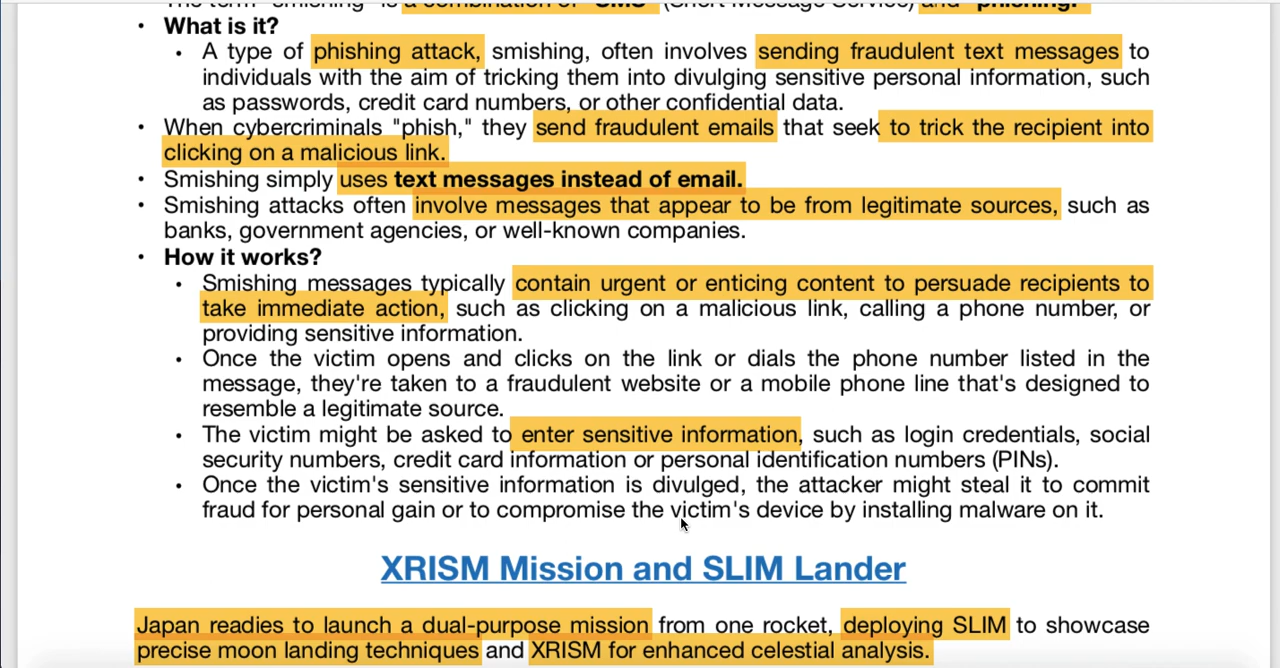 The term "smishing" is a combination of "SMS" (Short Message Service) and "phishing."
• What is it?
• A type of phishing attack, smishing, often involves sending fraudulent text messages to
individuals with the aim of tricking them into divulging sensitive personal information, such
as passwords, credit card numbers, or other confidential data.
• When cybercriminals "phish," they send fraudulent emails that seek to trick the recipient into
clicking on a malicious link.
• Smishing simply uses text messages instead of email.
• Smishing attacks often involve messages that appear to be from legitimate sources, such as
banks, government agencies, or well-known companies.
• How it works?
• Smishing messages typically contain urgent or enticing content to persuade recipients to
take immediate action, such as clicking on a malicious link, calling a phone number, or
providing sensitive information.
• Once the victim opens and clicks on the link or dials the phone number listed in the
message, they're taken to a fraudulent website or a mobile phone line that's designed to
resemble a legitimate source.
• The victim might be asked to enter sensitive information, such as login credentials, social
security numbers, credit card information or personal identification numbers (PINs).
• Once the victim's sensitive information is divulged, the attacker might steal it to commit
fraud for personal gain or to compromise the victim's device by installing malware on it.
XRISM Mission and SLIM Lander
Japan readies to launch a dual-purpose mission from one rocket, deploying SLIM to showcase
precise moon landing techniques and XRISM for enhanced celestial analysis.